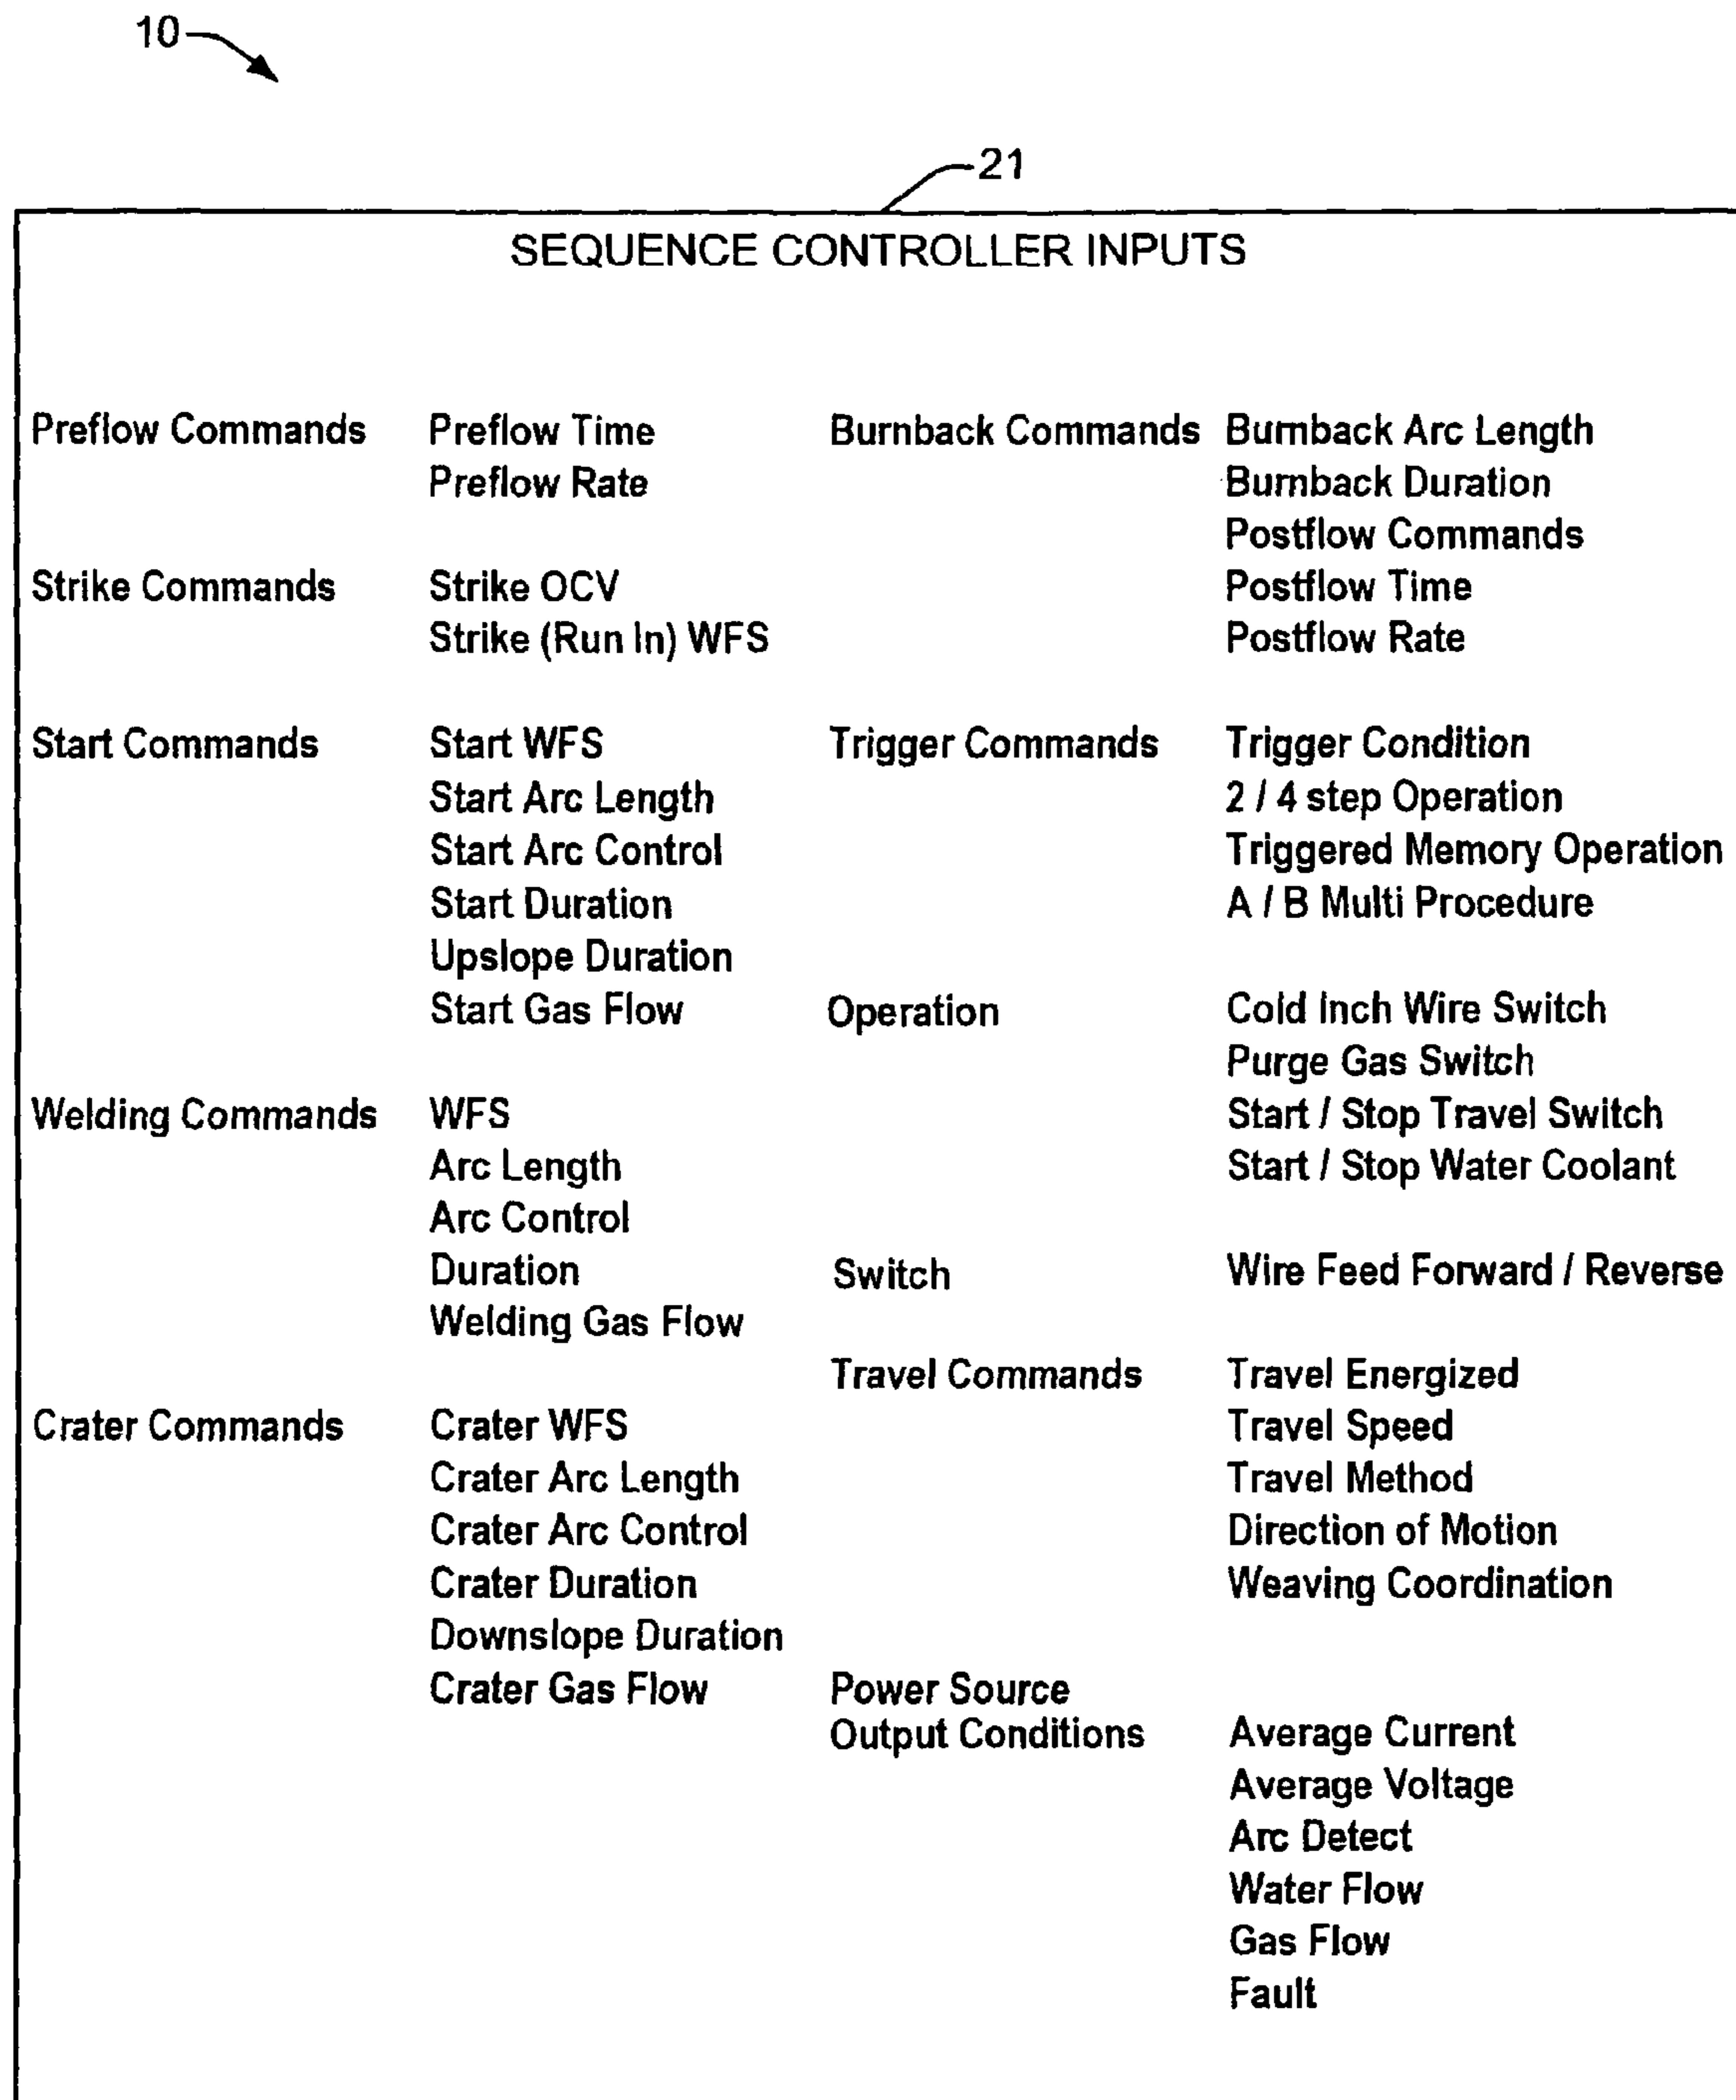 10
21
SEQUENCE CONTROLLER INPUTS
Preflow Commands Preflow Time
Preflow Rate
Strike Commands Strike OCV
Strike (Run In) WFS
Start Commands Start WFS
Start Arc Length
Start Arc Control
Start Duration
Upslope Duration
Start Gas Flow
Welding Commands WFS
Arc Length
Arc Control
Duration
Welding Gas Flow
Crater Commands Crater WFS
Crater Arc Length
Crater Arc Control
Crater Duration
Downslope Duration
Crater Gas Flow
Burnback Commands Burnback Arc Length
Burnback Duration
Postflow Commands
Postflow Time
Postflow Rate
Trigger Commands Trigger Condition
2 / 4 step Operation
Triggered Memory Operation
A / B Multi Procedure
Operation Cold Inch Wire Switch
Purge Gas Switch
Start / Stop Travel Switch
Start / Stop Water Coolant
Switch Wire Feed Forward / Reverse
Travel Commands Travel Energized
Travel Speed
Travel Method
Direction of Motion
Weaving Coordination
Power Source
Output Conditions Average Current
Average Voltage
Arc Detect
Water Flow
Gas Flow
Fault